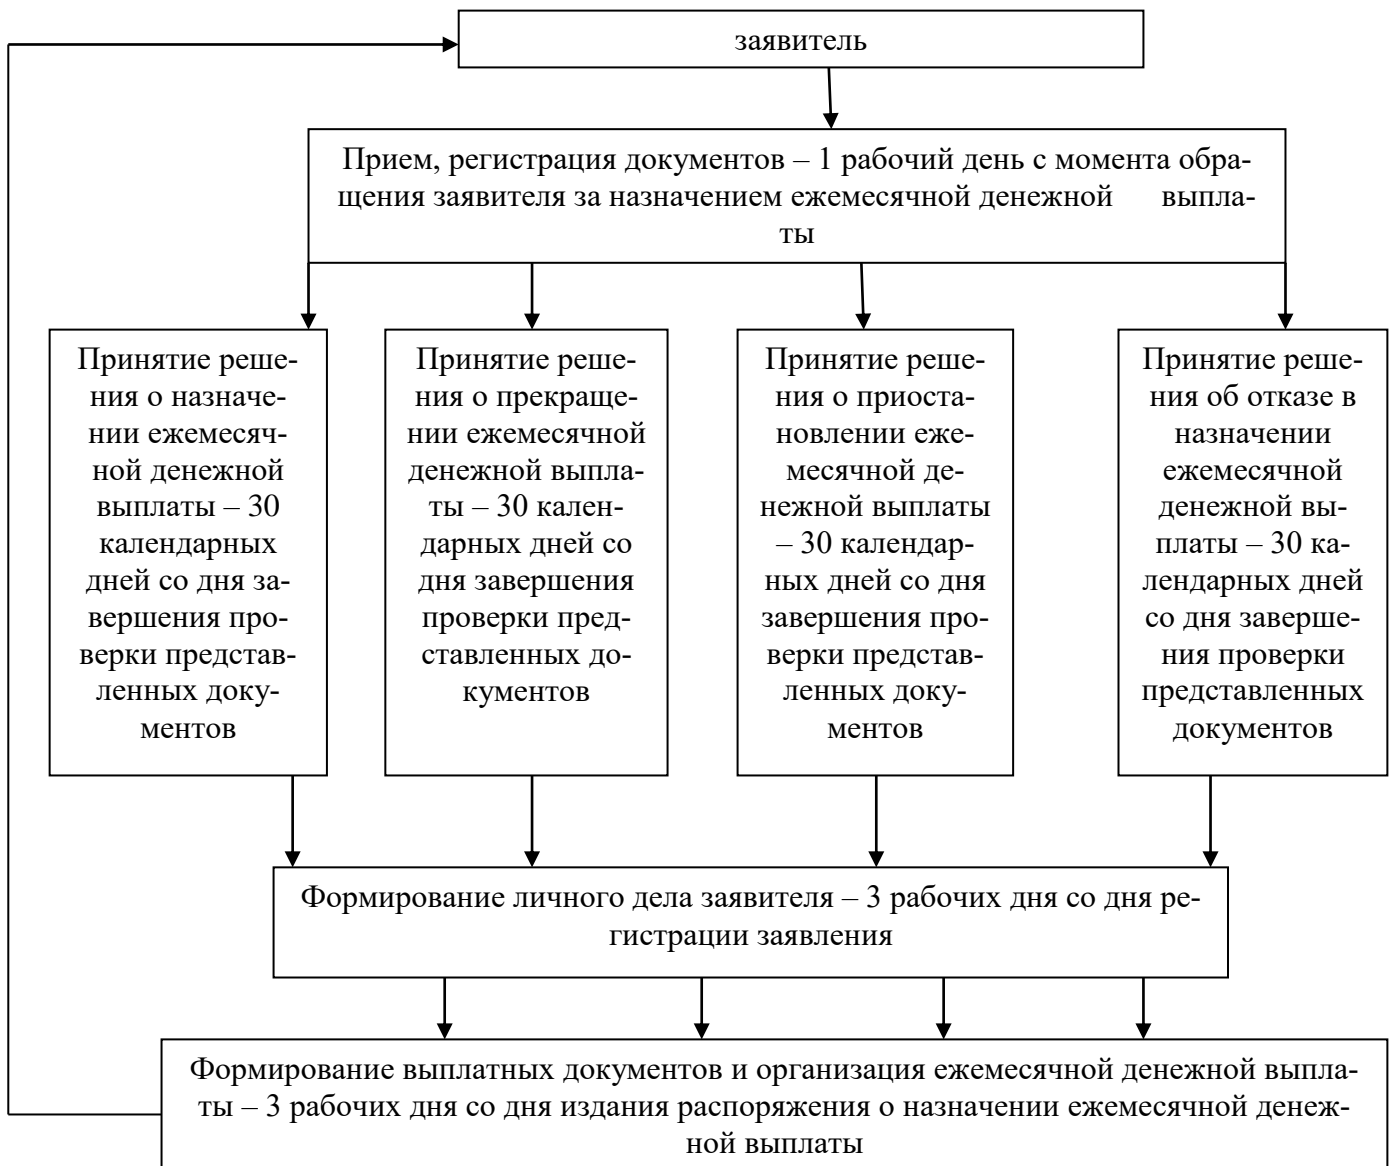 заявитель
Прием, регистрация документов – 1 рабочий день с момента обра-
щения заявителя за назначением ежемесячной денежной выпла-
ты
Принятие реше-
ния о назначе-
нии ежемесяч-
ной денежной
выплаты – 30
календарных
дней со дня за-
вершения про-
верки представ-
ленных доку-
ментов
Принятие реше-
ния о прекраще-
нии ежемесячной
денежной выпла-
ты – 30 кален-
дарных дней со
дня завершения
проверки пред-
ставленных до-
кументов
Принятие реше-
ния о приоста-
новлении еже-
месячной де-
нежной выплаты
– 30 календар-
ных дней со дня
завершения про-
верки представ-
ленных доку-
ментов
Принятие реше-
ния об отказе в
назначении
ежемесячной
денежной вы-
платы – 30 ка-
лендарных дней
со дня заверше-
ния проверки
представленных
документов
Формирование личного дела заявителя – 3 рабочих дня со дня ре-
гистрации заявления
Формирование выплатных документов и организация ежемесячной денежной выпла-
ты – 3 рабочих дня со дня издания распоряжения о назначении ежемесячной денеж-
ной выплаты